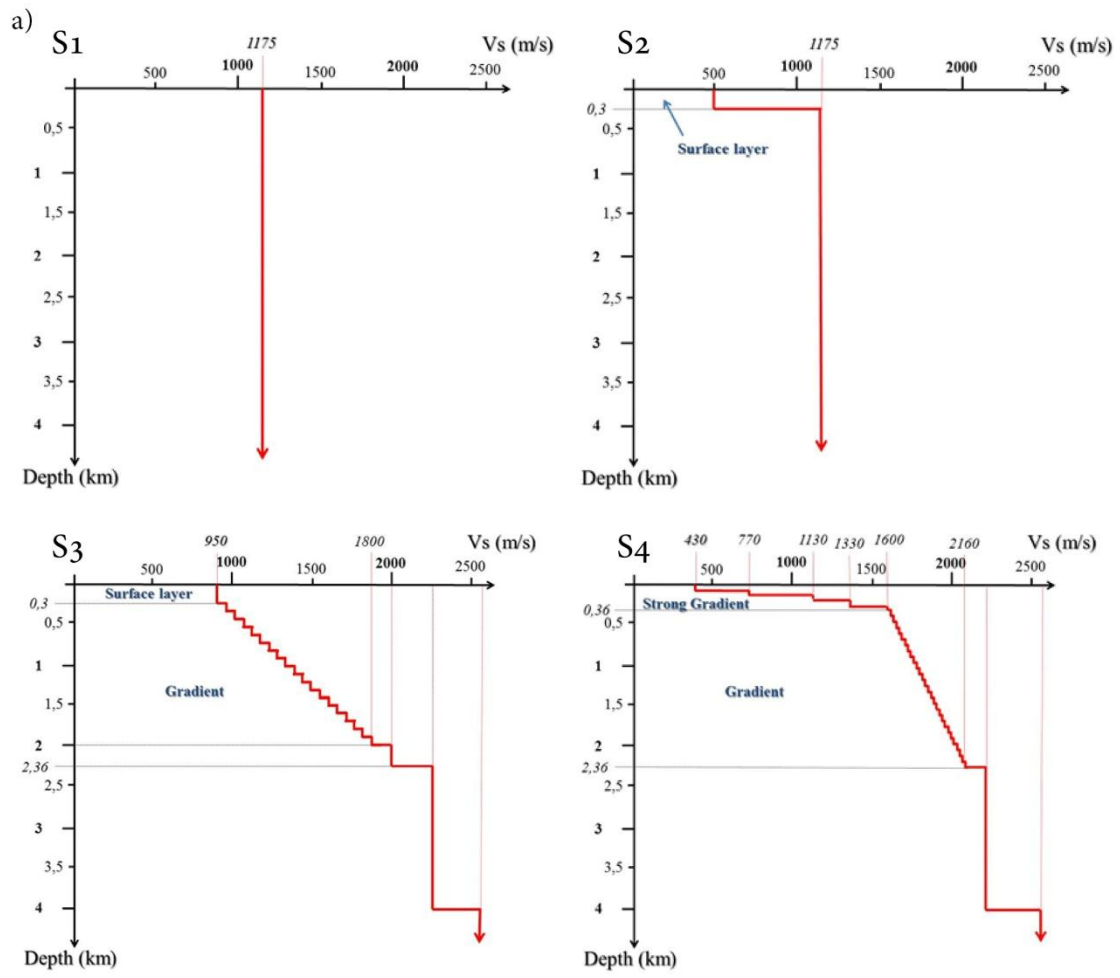 a)
S1
1175
Vs (m/s)
500 1000 1500 2000 2500
0,5
1
1,5
2
2,5
3
3,5
4
Depth (km)
S2
1175
Vs (m/s)
500 1000 1500 2000 2500
0,3
0,5
Surface layer
1
1,5
2
2,5
3
3,5
4
Depth (km)
S3
950 1800
Vs (m/s)
500 1000 1500 2000 2500
Surface layer
0,3
0,5
1
Gradient
1,5
2
2,36
2,5
3
3,5
4
Depth (km)
S4
430 770 1130 1330 1600 2160
Vs (m/s)
500 1000 1500 2000 2500
Strong Gradient
0,36
0,5
1
Gradient
1,5
2
2,36
2,5
3
3,5
4
Depth (km)